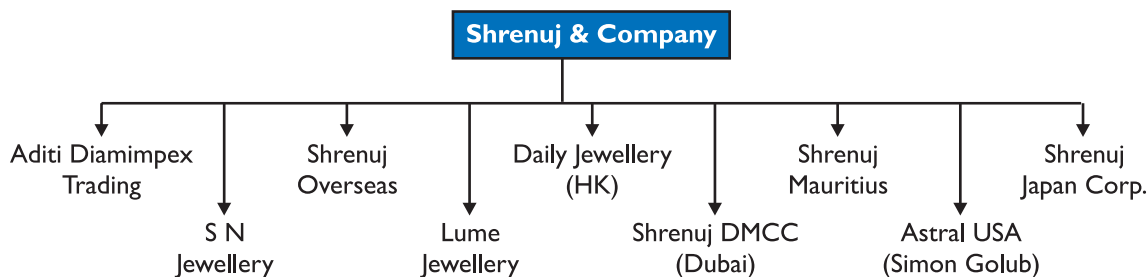 Shrenuj & Company
Aditi Diamimpex
Trading
Shrenuj
Overseas
Daily Jewellery
(HK)
Shrenuj
Mauritius
Shrenuj
Japan Corp.
S N
Jewellery
Lume
Jewellery
Shrenuj DMCC
(Dubai)
Astral USA
(Simon Golub)